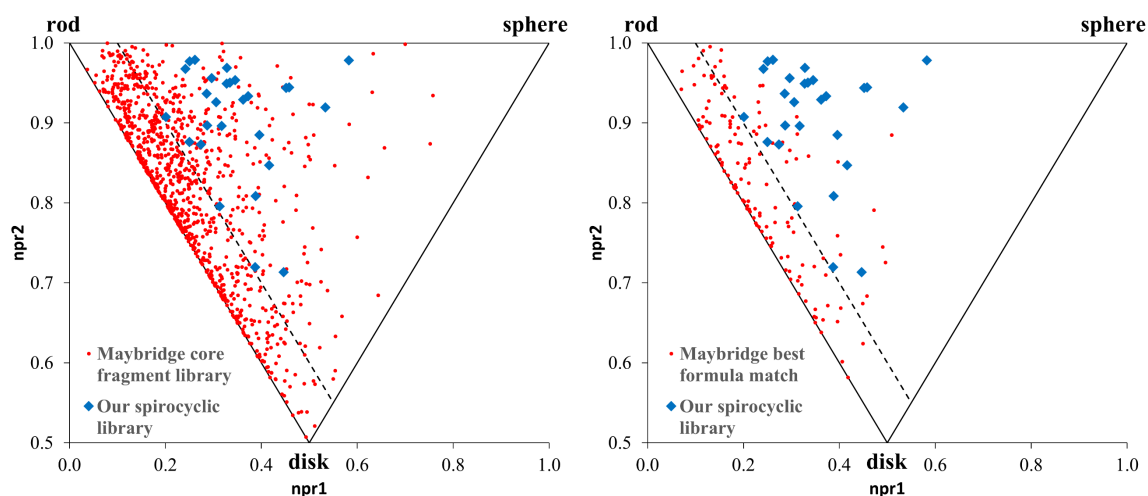 rod
sphere
1.0
0.9
0.8
0.7
0.6
0.5
npr2
Maybridge core
fragment library
Our spirocyclic
library
disk
0.0
0.2
0.4
0.6
0.8
1.0
npr1
rod
sphere
1.0
0.9
0.8
0.7
0.6
0.5
npr2
Maybridge best
formula match
Our spirocyclic
library
disk
0.0
0.2
0.4
0.6
0.8
1.0
npr1